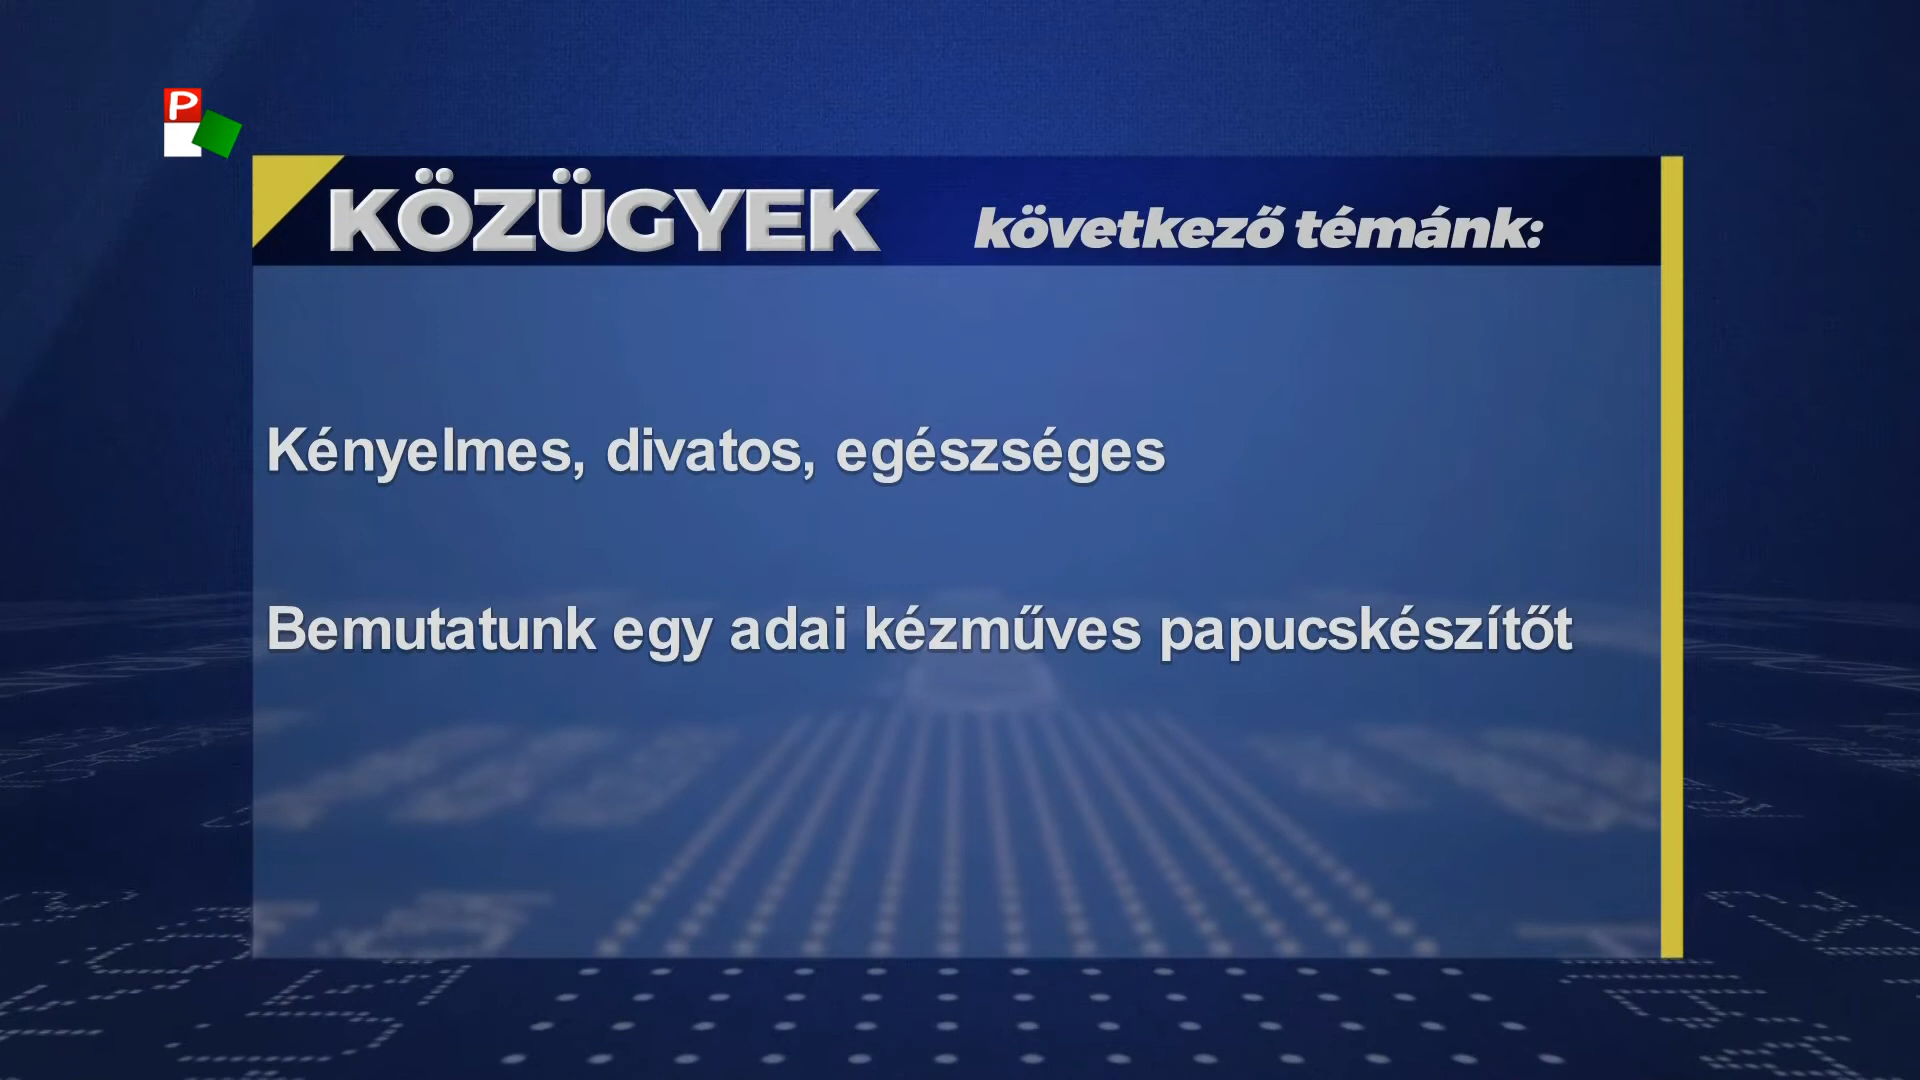 P
KÖZÜGYEK következő témánk:
Kényelmes, divatos, egészséges
Bemutatunk egy adai kézműves papucskészítőt